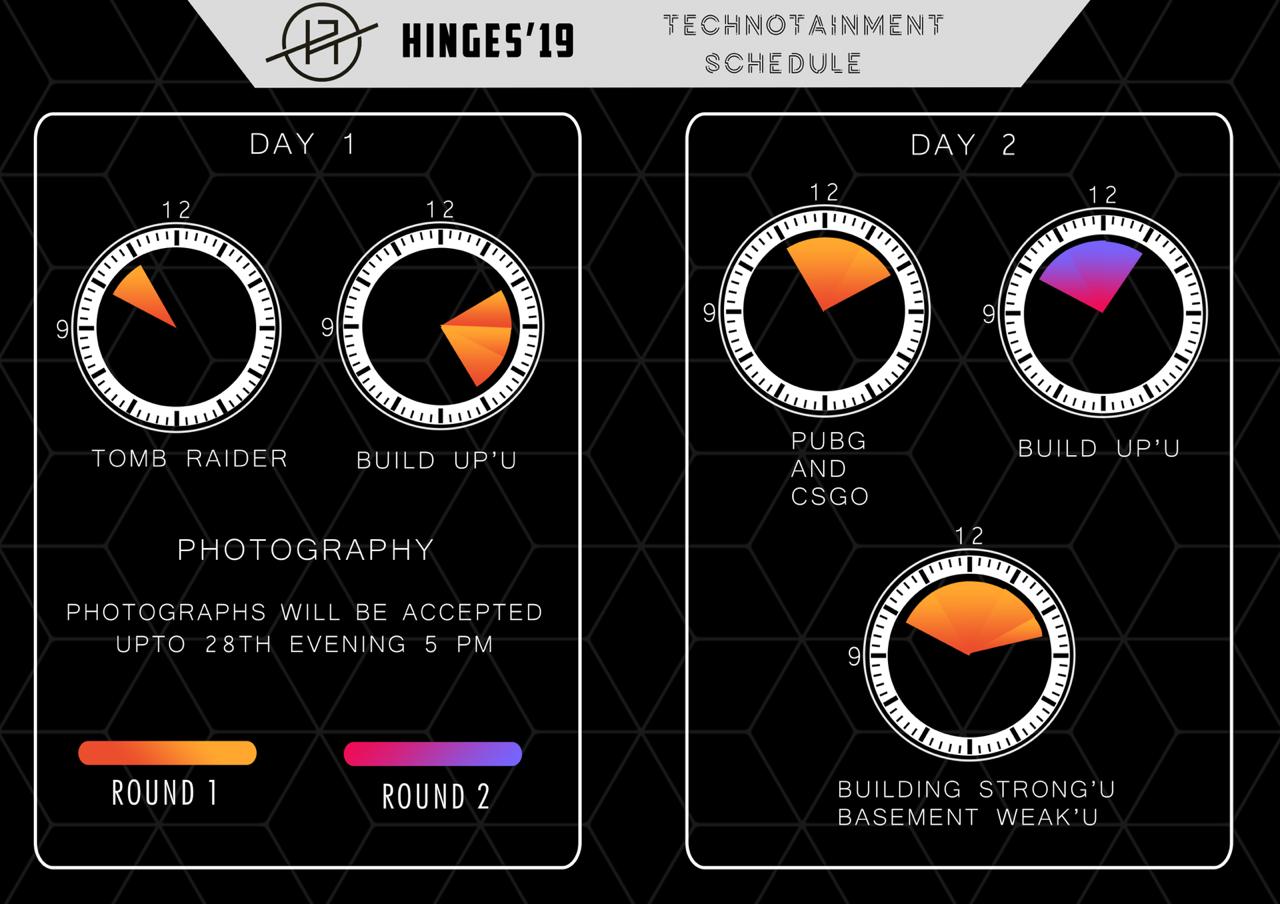 HINGES'19
TECHNOTAINMENT
SCHEDULE
DAY 1
12
9
TOMB RAIDER
12
9
BUILD UP'U
PHOTOGRAPHY
PHOTOGRAPHS WILL BE ACCEPTED
UPTO 28TH EVENING 5 PM
ROUND 1
ROUND 2
DAY 2
12
9
PUBG
AND
CSGO
12
9
BUILD UP'U
12
9
BUILDING STRONG'U
BASEMENT WEAK'U